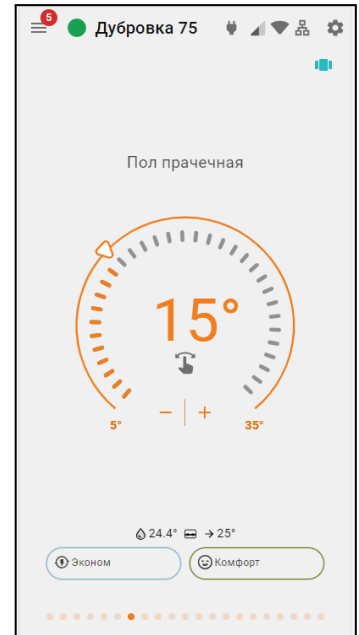 5
Дубровка 75
Пол прачечная
15°
− | +
5°
35°
24.4° → 25°
Эконом
Комфорт